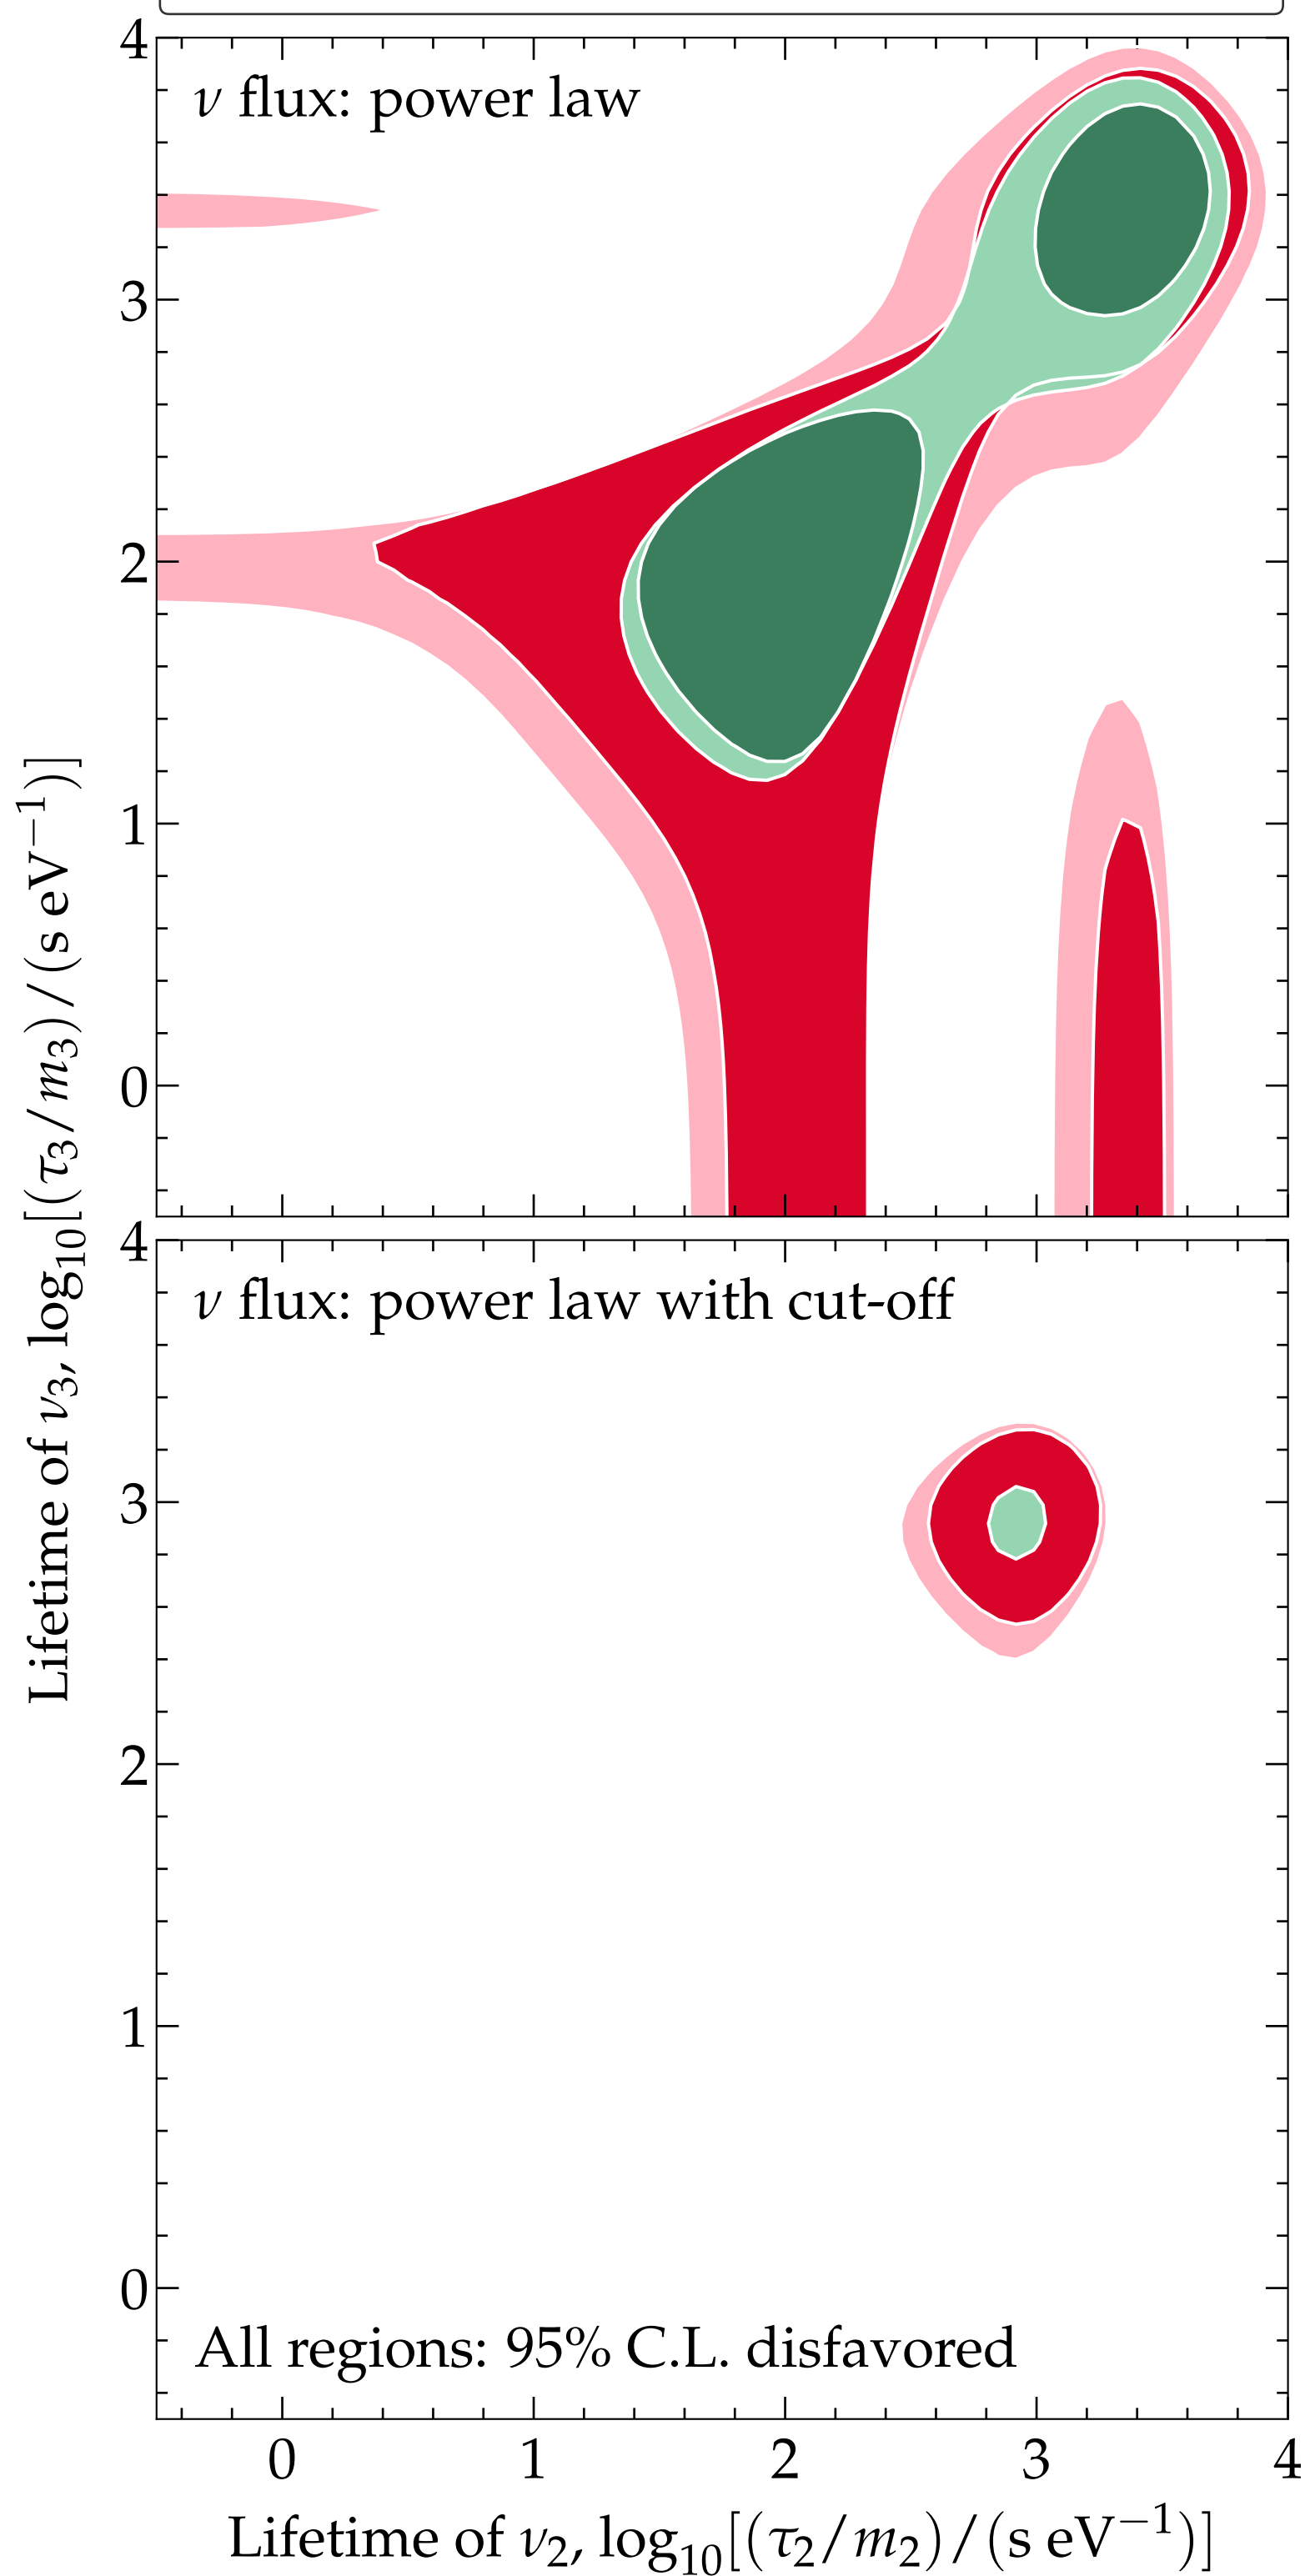 ν flux: power law
4
3
2
1
0
Lifetime of ν₃, log₁₀[(τ₃/m₃)/(s eV⁻¹)]
ν flux: power law with cut-off
4
3
2
1
0
All regions: 95% C.L. disfavored
0 1 2 3 4
Lifetime of ν₂, log₁₀[(τ₂/m₂)/(s eV⁻¹)]